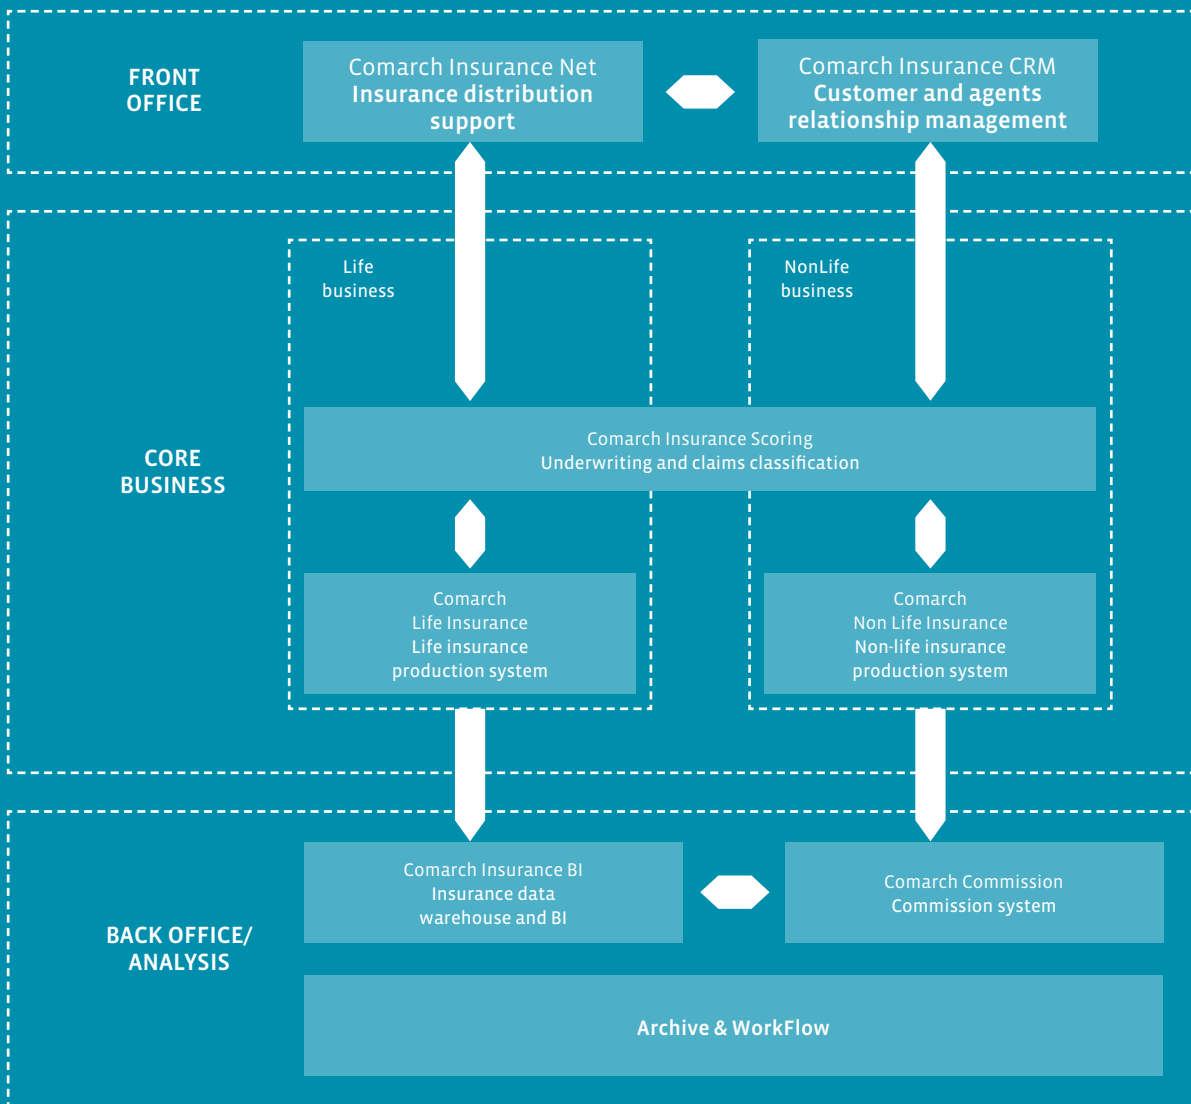 FRONT
OFFICE
Comarch Insurance Net
Insurance distribution
support
Comarch Insurance CRM
Customer and agents
relationship management
CORE
BUSINESS
Life
business
NonLife
business
Comarch Insurance Scoring
Underwriting and claims classification
Comarch
Life Insurance
Life insurance
production system
Comarch
Non Life Insurance
Non-life insurance
production system
BACK OFFICE/
ANALYSIS
Comarch Insurance BI
Insurance data
warehouse and BI
Comarch Commission
Commission system
Archive & WorkFlow